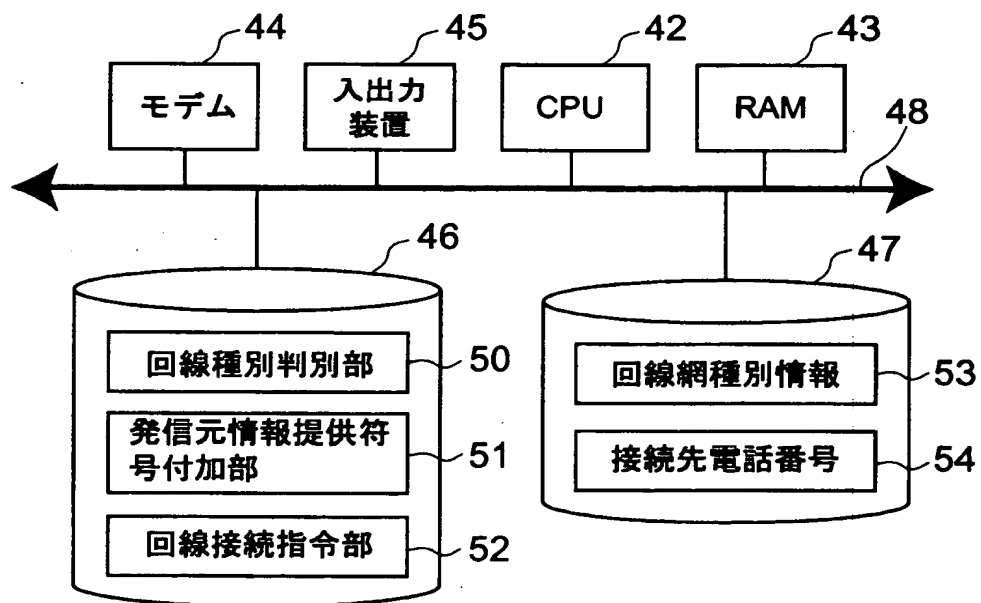 44
45
42
43
モデム
入出力
装置
CPU
RAM
48
46
47
回線種別判別部
50
発信元情報提供符
号付加部
51
回線接続指令部
52
回線網種別情報
53
接続先電話番号
54